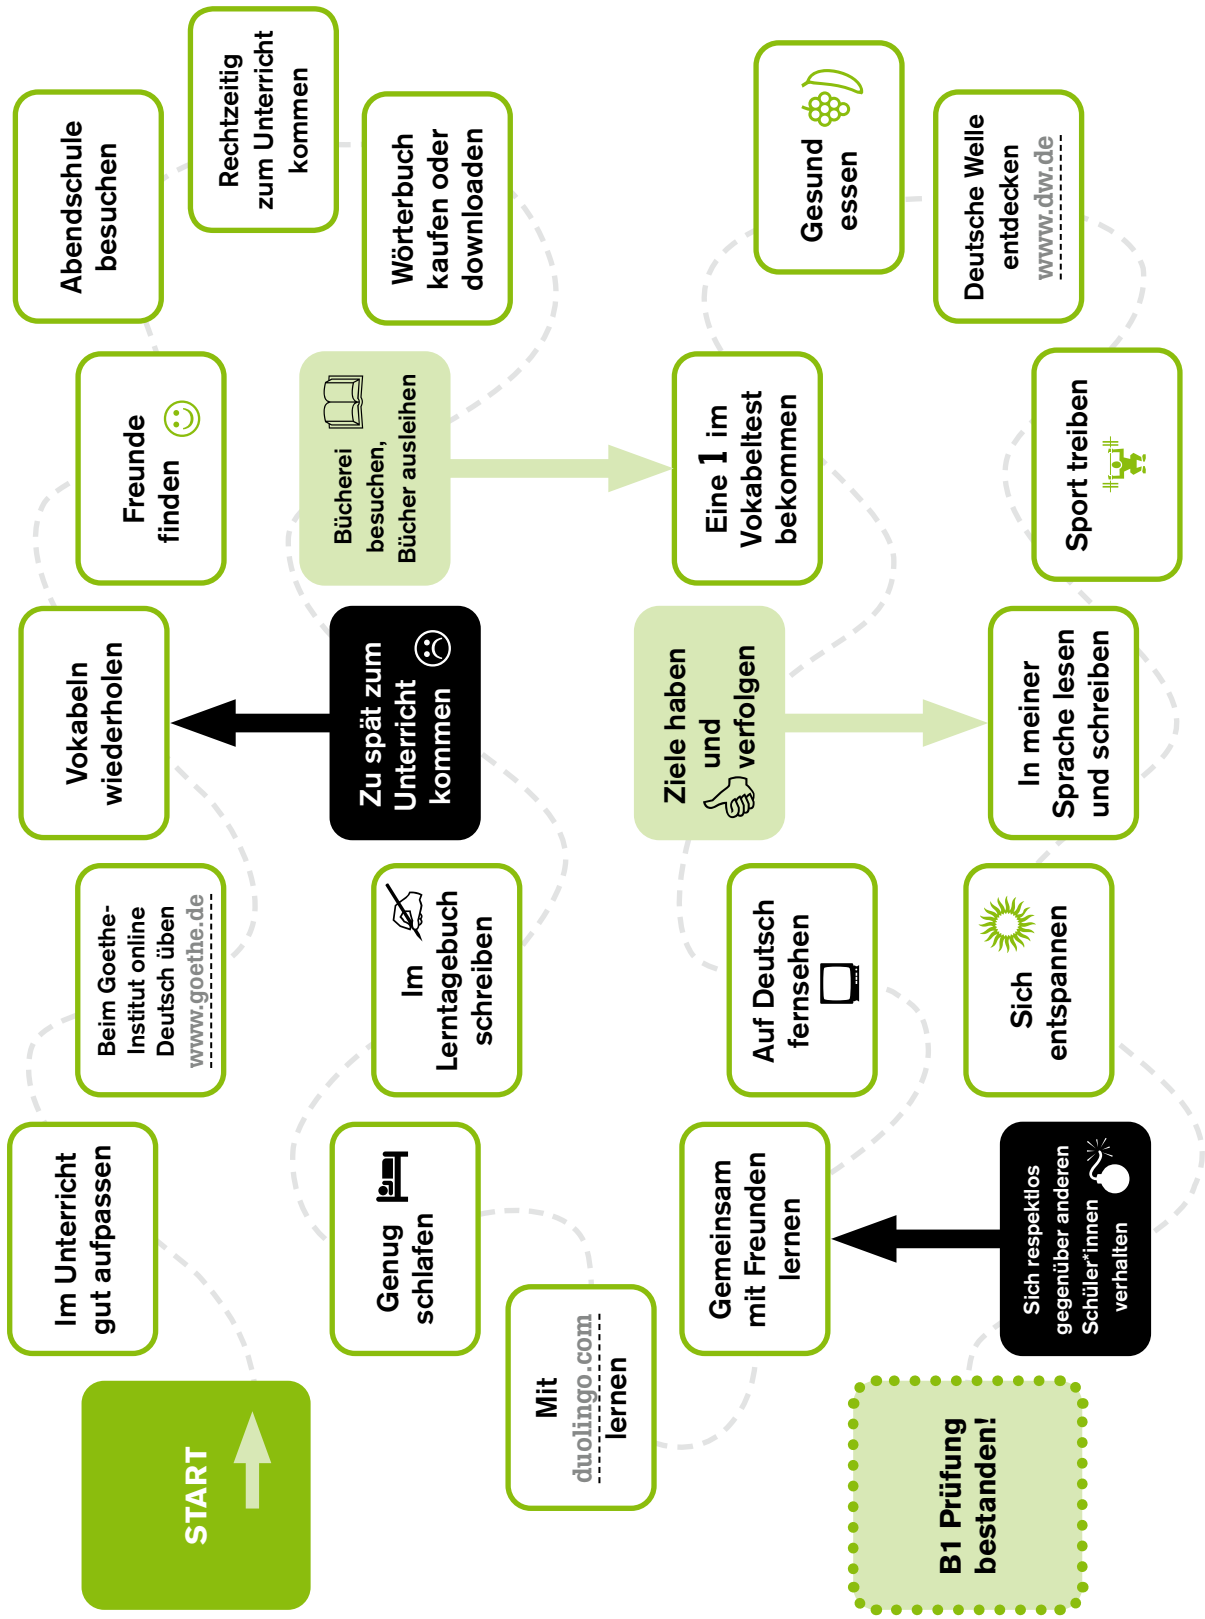 START
Im Unterricht
gut aufpassen
Beim Goethe-
Institut online
Deutsch üben
www.goethe.de
Vokabeln
wiederholen
Freunde
finden
Abendschule
besuchen
Rechtzeitig
zum Unterricht
kommen
Wörterbuch
kaufen oder
downloaden
Bücherei
besuchen,
Bücher ausleihen
Zu spät zum
Unterricht
kommen
Im
Lerntagebuch
schreiben
Genug
schlafen
Mit
duolingo.com
lernen
Gemeinsam
mit Freunden
lernen
Auf Deutsch
fernsehen
Ziele haben
und
verfolgen
Eine 1 im
Vokabeltest
bekommen
Gesund
essen
Deutsche Welle
entdecken
www.dw.de
Sport treiben
In meiner
Sprache lesen
und schreiben
Sich
entspannen
Sich respektlos
gegenüber anderen
Schüler*innen
verhalten
B1 Prüfung
bestanden!